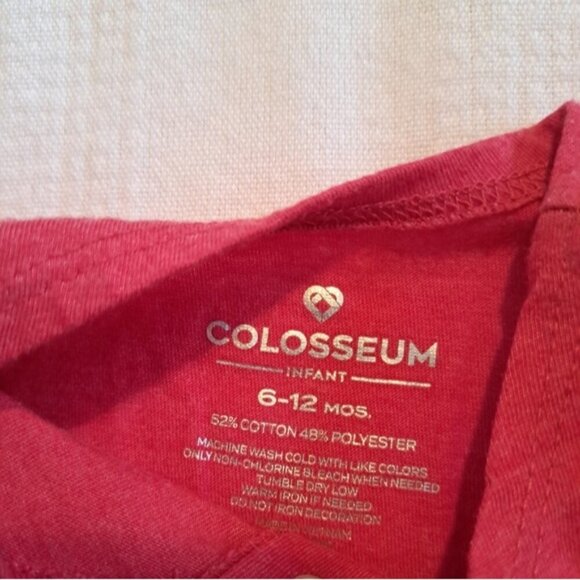 COLOSSEUM
INFANT
6-12 MOS.
52% COTTON 48% POLYESTER
MACHINE WASH COLD WITH LIKE COLORS
ONLY NON-CHLORINE BLEACH WHEN NEEDED
TUMBLE DRY LOW
WARM IRON IF NEEDED
DO NOT IRON DECORATION
MADE IN VIETNAM